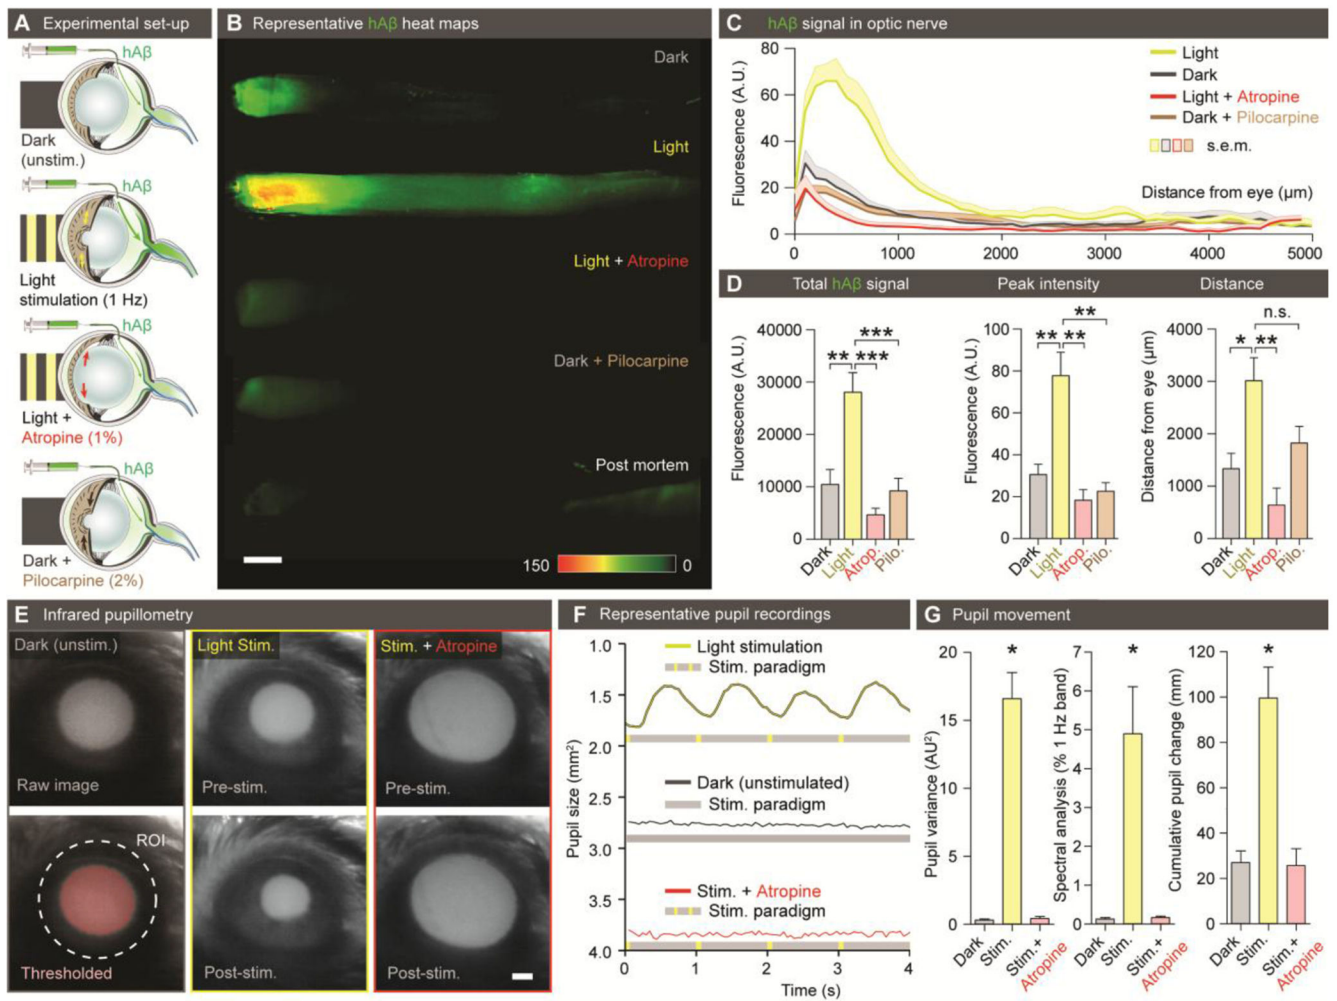 A Experimental set-up
hAβ
Dark
(unstim.)
hAβ
Light
stimulation (1 Hz)
hAβ
Light +
Atropine (1%)
hAβ
Dark +
Pilocarpine (2%)
B Representative hAβ heat maps
Dark
Light
Light + Atropine
Dark + Pilocarpine
Post mortem
150 0
C hAβ signal in optic nerve
Fluorescence (A.U.)
80
60
40
20
0
Light
Dark
Light + Atropine
Dark + Pilocarpine
s.e.m.
Distance from eye (µm)
0 1000 2000 3000 4000 5000
D Total hAβ signal Peak intensity Distance
Fluorescence (A.U.)
40000
30000
20000
10000
0
** *** ***
Dark Light Atrop. Pilo.
Fluorescence (A.U.)
100
80
60
40
20
0
** ** **
Dark Light Atrop. Pilo.
Distance from eye (µm)
4000
3000
2000
1000
0
* ** n.s.
Dark Light Atrop. Pilo.
E Infrared pupillometry
Dark (unstim.) Light Stim. Stim. + Atropine
Raw image Pre-stim. Pre-stim.
ROI
Thresholded Post-stim. Post-stim.
F Representative pupil recordings
Pupil size (mm²)
1.0
1.5
2.0
2.5
3.0
3.5
4.0
Light stimulation
Stim. paradigm
Dark (unstimulated)
Stim. paradigm
Stim. + Atropine
Stim. paradigm
0 1 2 3 4
Time (s)
G Pupil movement
Pupil variance (AU²)
20
15
10
5
0
*
Dark Stim. Stim.+ Atropine
Spectral analysis (% 1 Hz band)
7
6
5
4
3
2
1
0
*
Dark Stim. Stim.+ Atropine
Cumulative pupil change (mm)
120
100
80
60
40
20
0
*
Dark Stim. Stim.+ Atropine